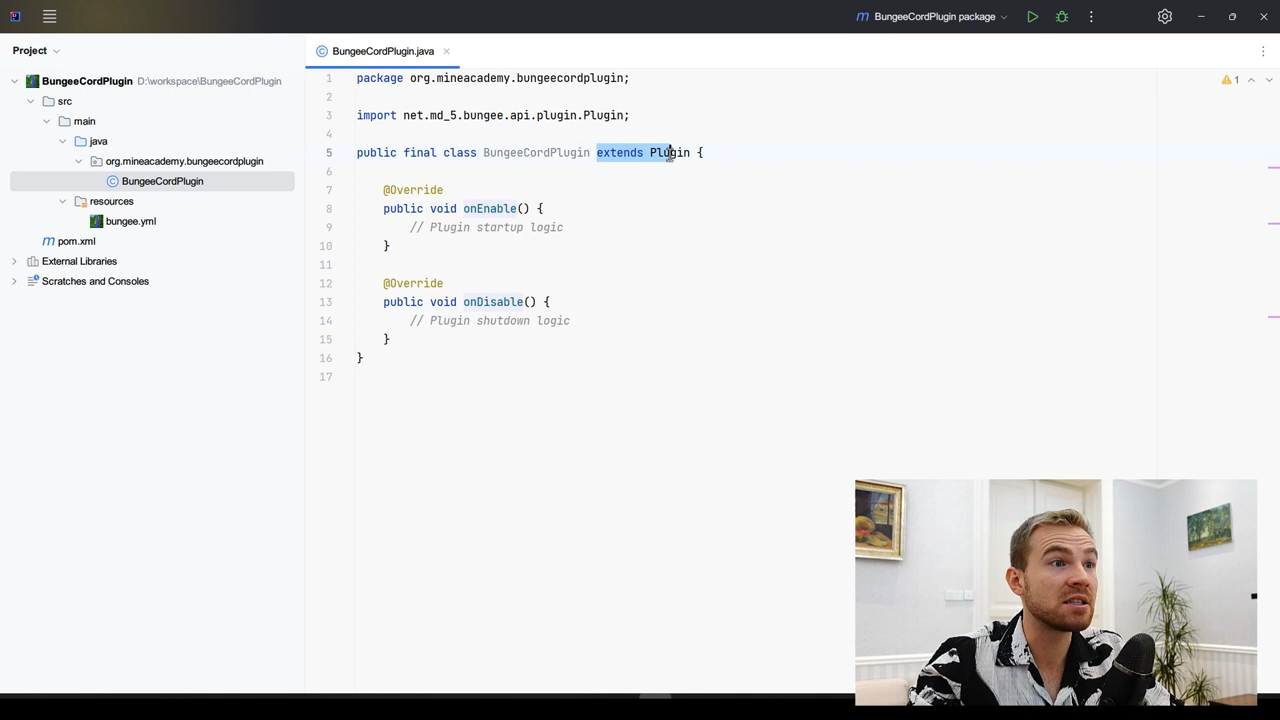 BungeeCordPlugin package
Project
BungeeCordPlugin.java
BungeeCordPlugin D:\workspace\BungeeCordPlugin
src
main
java
org.mineacademy.bungeecordplugin
BungeeCordPlugin
resources
bungee.yml
pom.xml
External Libraries
Scratches and Consoles
1
1 package org.mineacademy.bungeecordplugin;
2
3 import net.md_5.bungee.api.plugin.Plugin;
4
5 public final class BungeeCordPlugin extends Plugin {
6
7 @Override
8 public void onEnable() {
9 // Plugin startup logic
10 }
11
12 @Override
13 public void onDisable() {
14 // Plugin shutdown logic
15 }
16 }
17